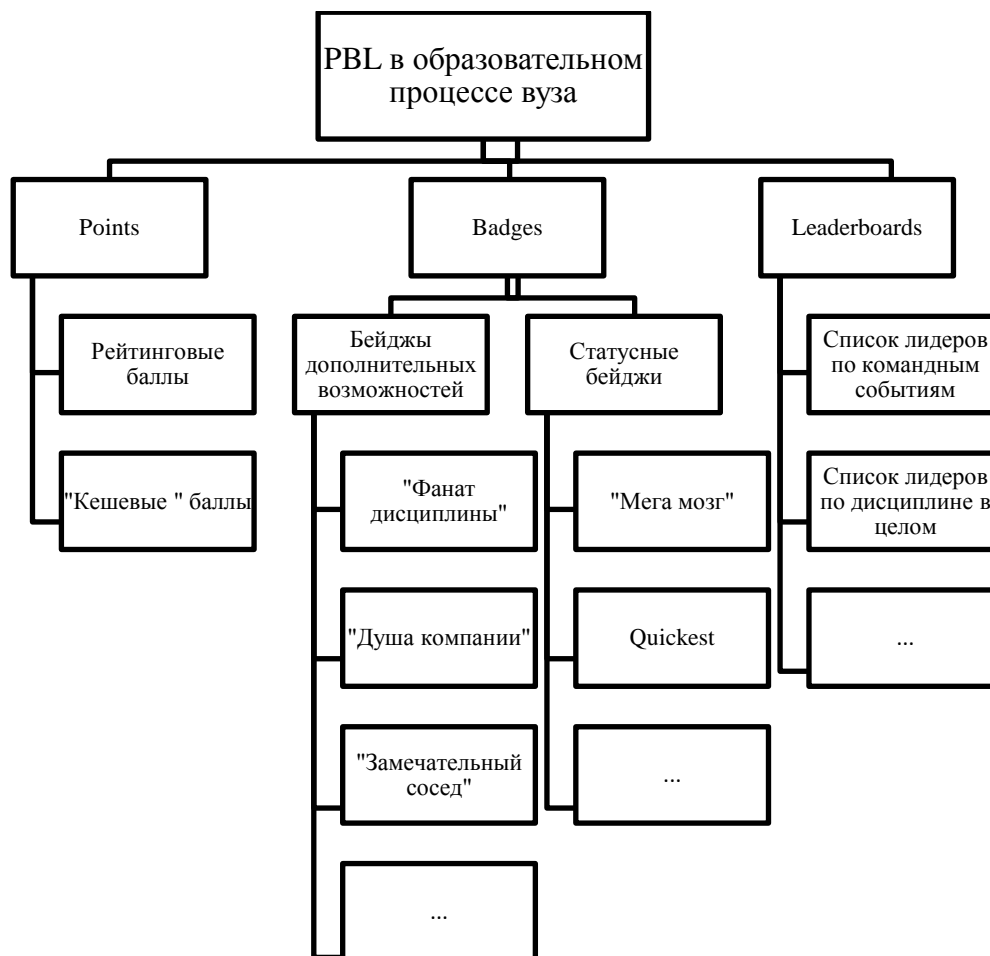 PBL в образовательном
процессе вуза
Points
Badges
Leaderboards
Рейтинговые
баллы
"Кешевые " баллы
Бейджы
дополнительных
возможностей
"Фанат
дисциплины"
"Душа компании"
"Замечательный
сосед"
...
Статусные
бейджи
"Мега мозг"
Quickest
...
Список лидеров
по командным
событиям
Список лидеров
по дисциплине в
целом
...